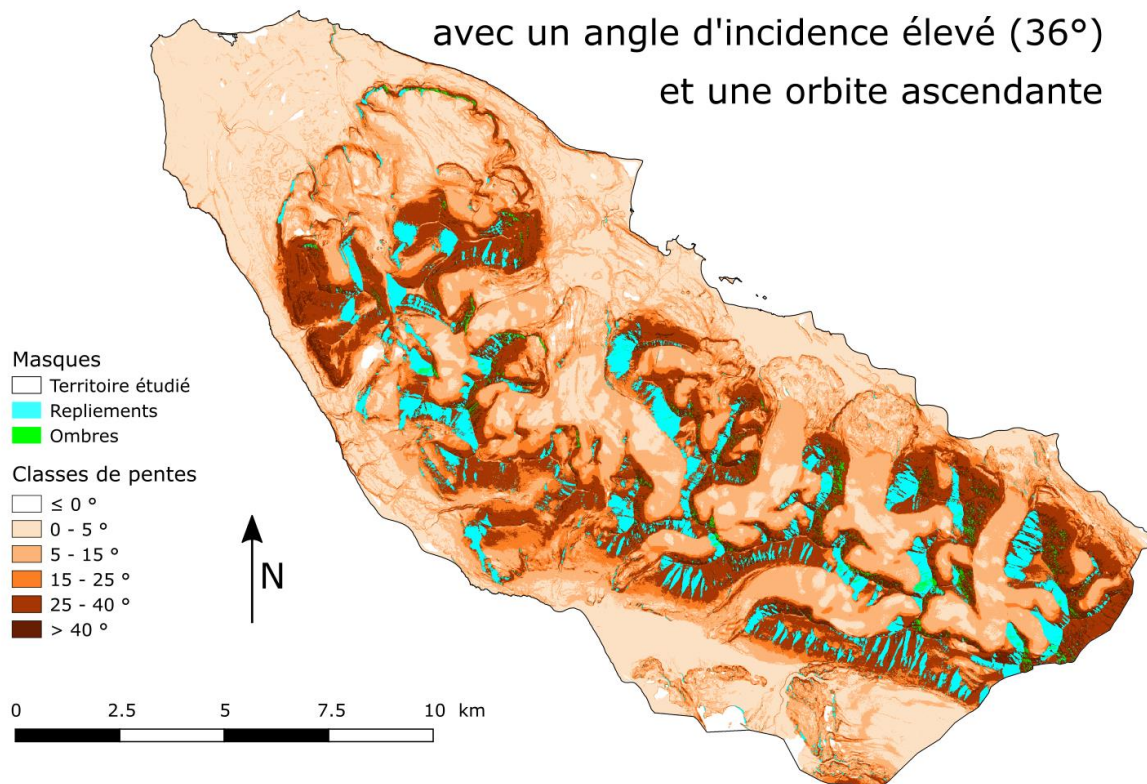 avec un angle d'incidence élevé (36°)
et une orbite ascendante
Masques
Territoire étudié
Repliements
Ombres
Classes de pentes
≤ 0 °
0 - 5 °
5 - 15 °
15 - 25 °
25 - 40 °
> 40 °
N
0 2.5 5 7.5 10 km